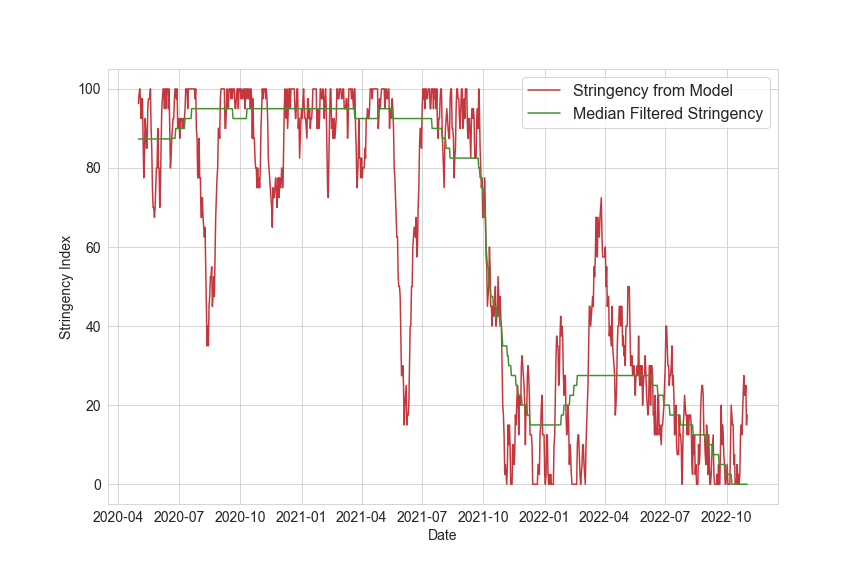 Stringency from Model
Median Filtered Stringency
Stringency Index
100
80
60
40
20
0
2020-04 2020-07 2020-10 2021-01 2021-04 2021-07 2021-10 2022-01 2022-04 2022-07 2022-10
Date